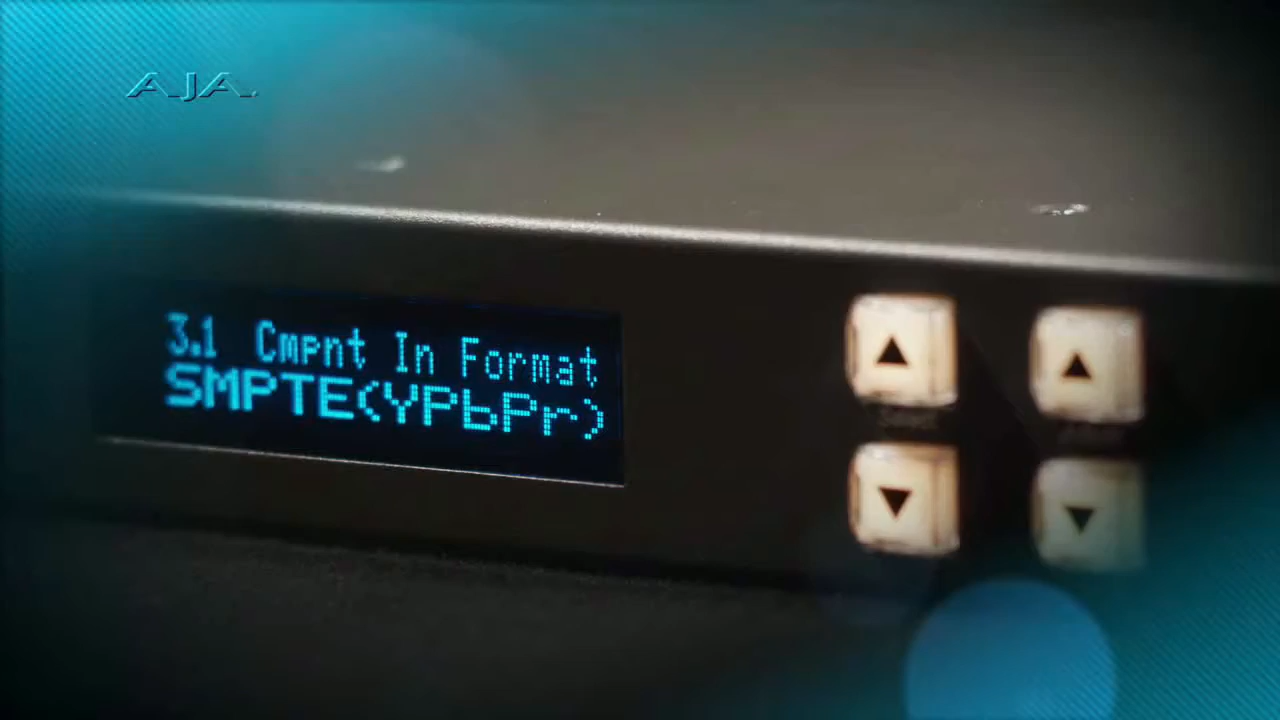 AJA
3.1 Cmpnt In Format
SMPTE(YPbPr)